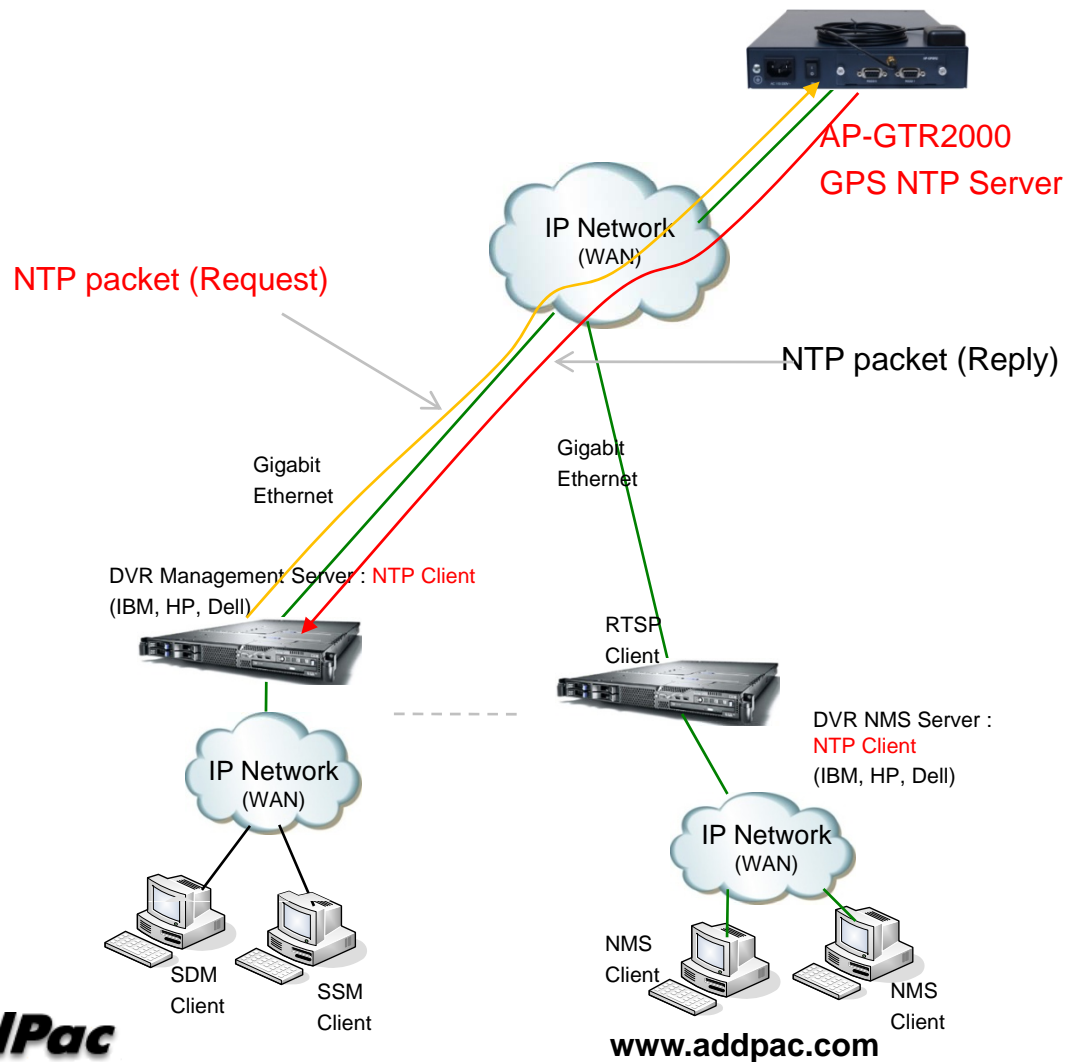 AP-GTR2000
GPS NTP Server
IP Network
(WAN)
NTP packet (Request)
NTP packet (Reply)
Gigabit
Ethernet
Gigabit
Ethernet
DVR Management Server : NTP Client
(IBM, HP, Dell)
RTSP
Client
DVR NMS Server :
NTP Client
(IBM, HP, Dell)
IP Network
(WAN)
IP Network
(WAN)
SDM
Client
SSM
Client
NMS
Client
NMS
Client
www.addpac.com